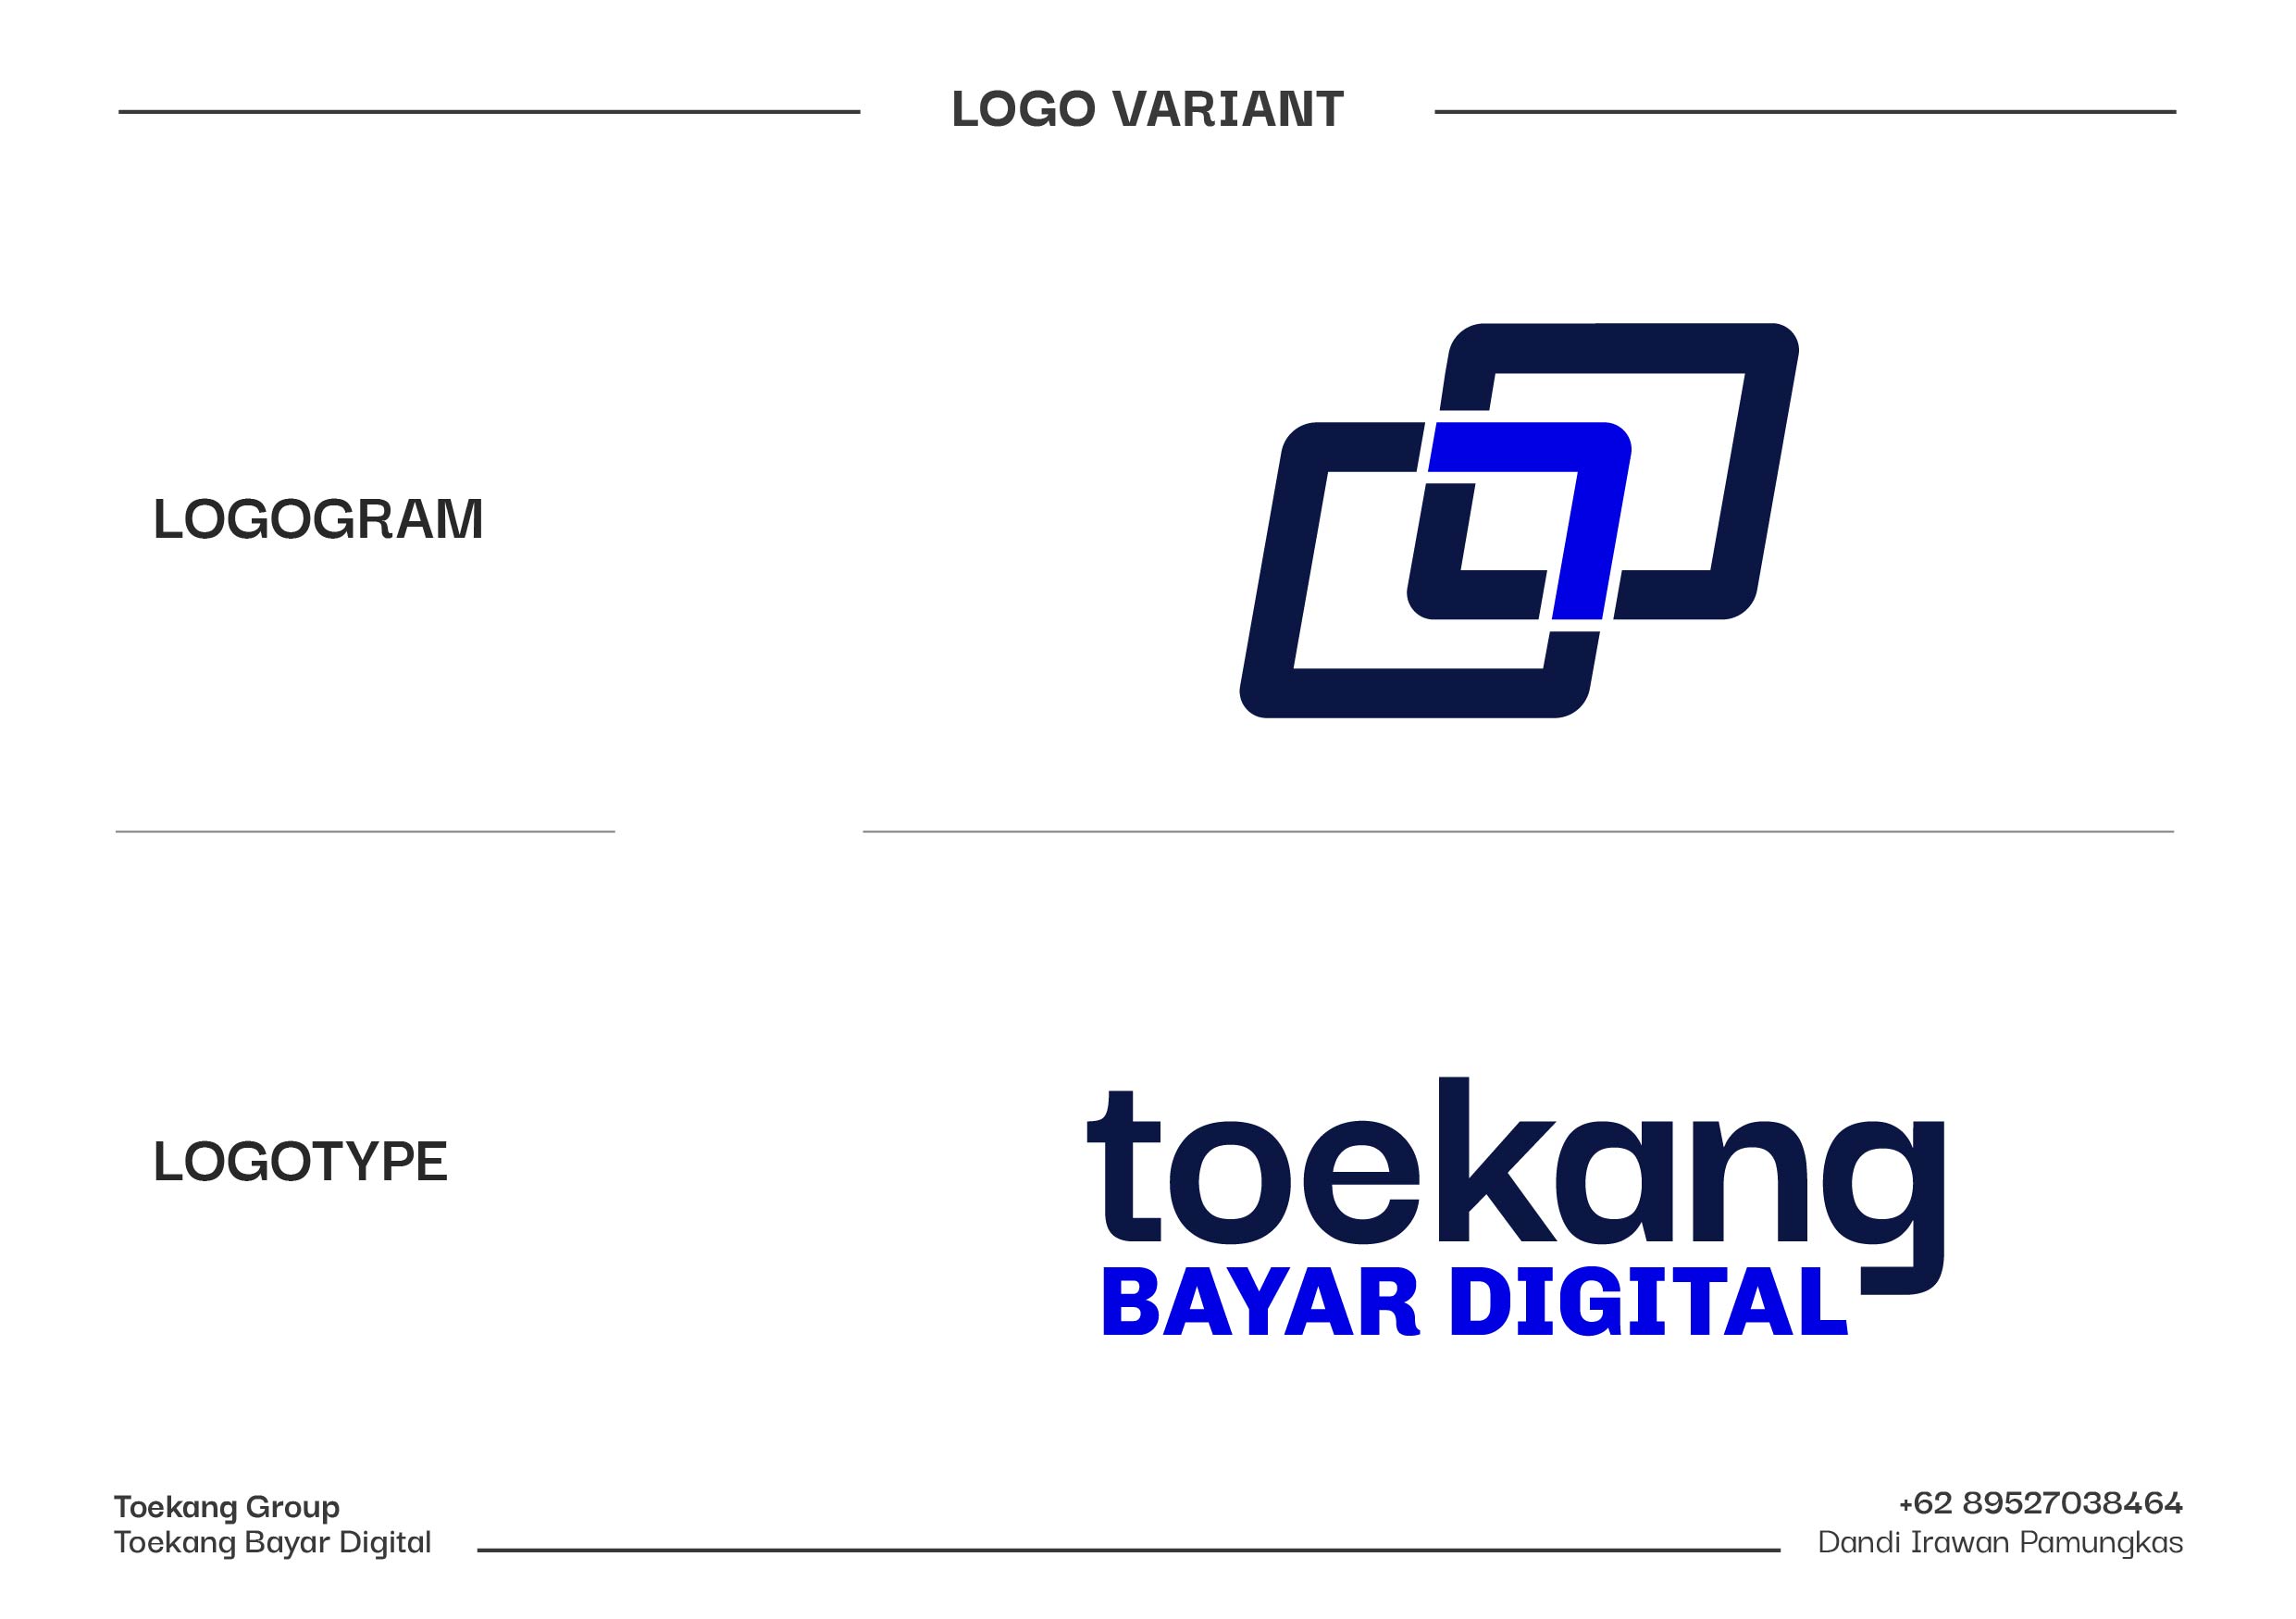 LOGO VARIANT
LOGOGRAM
LOGOTYPE
toekang
BAYAR DIGITAL
Toekang Group
Toekang Bayar Digital
+62 89527038464
Dandi Irawan Pamungkas